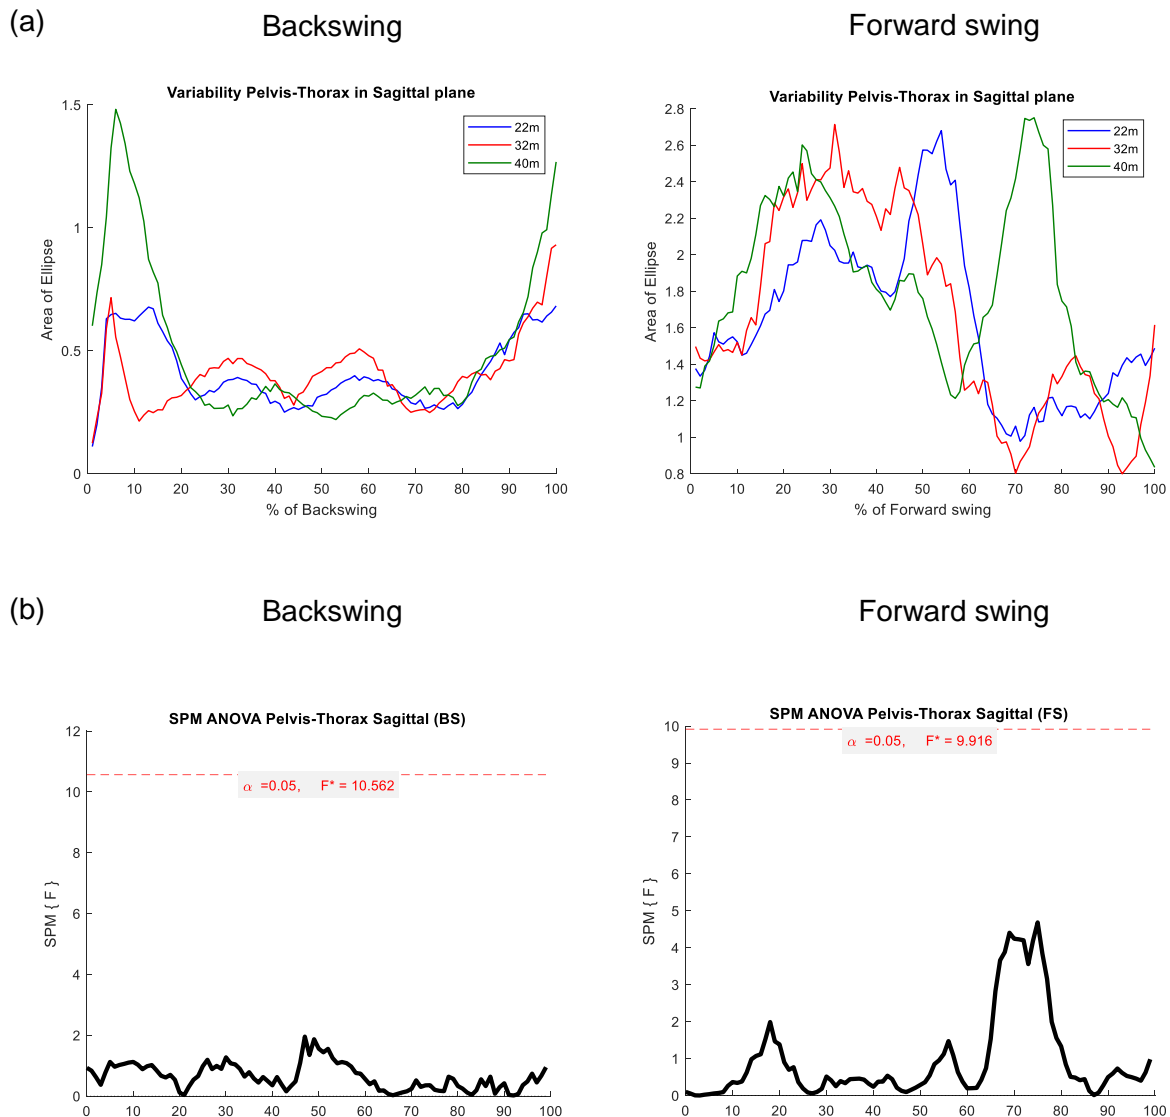 (a)
Backswing
Forward swing
Variability Pelvis-Thorax in Sagittal plane
1.5
1
0.5
0
Area of Ellipse
22m
32m
40m
0 10 20 30 40 50 60 70 80 90 100
% of Backswing
Variability Pelvis-Thorax in Sagittal plane
2.8
2.6
2.4
2.2
2
1.8
1.6
1.4
1.2
1
0.8
Area of Ellipse
22m
32m
40m
0 10 20 30 40 50 60 70 80 90 100
% of Forward swing
(b)
Backswing
Forward swing
SPM ANOVA Pelvis-Thorax Sagittal (BS)
12
10
8
6
4
2
0
SPM { F }
α =0.05, F* = 10.562
0 10 20 30 40 50 60 70 80 90 100
SPM ANOVA Pelvis-Thorax Sagittal (FS)
10
9
8
7
6
5
4
3
2
1
0
SPM { F }
α =0.05, F* = 9.916
0 10 20 30 40 50 60 70 80 90 100